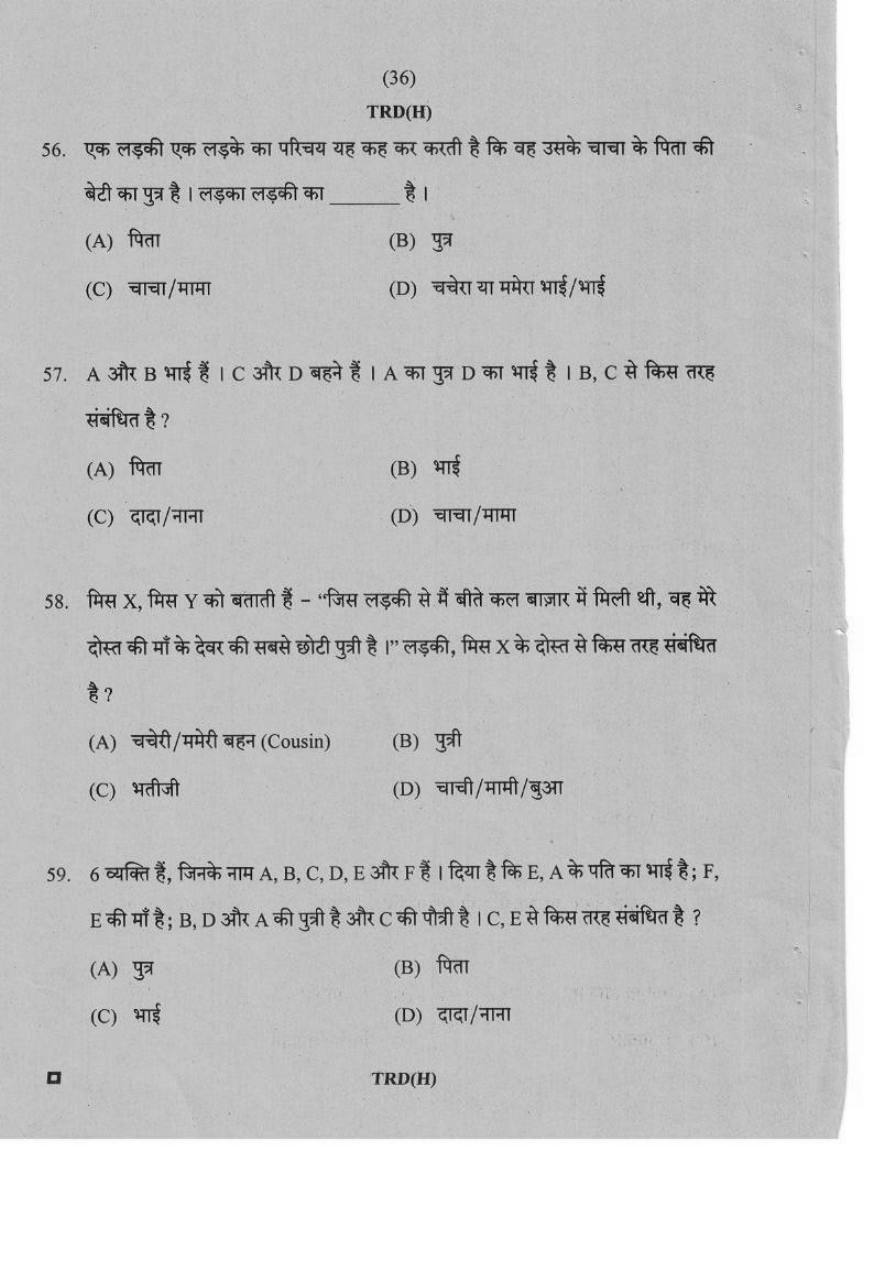 (36)
TRD(H)
56. एक लड़की एक लड़के का परिचय यह कह कर करती है कि वह उसके चाचा के पिता की
बेटी का पुत्र है । लड़का लड़की का _______ है ।
(A) पिता (B) पुत्र
(C) चाचा/मामा (D) चचेरा या ममेरा भाई/भाई
57. A और B भाई हैं । C और D बहने हैं । A का पुत्र D का भाई है । B, C से किस तरह
संबंधित है ?
(A) पिता (B) भाई
(C) दादा/नाना (D) चाचा/मामा
58. मिस X, मिस Y को बताती हैं – “जिस लड़की से मैं बीते कल बाज़ार में मिली थी, वह मेरे
दोस्त की माँ के देवर की सबसे छोटी पुत्री है ।” लड़की, मिस X के दोस्त से किस तरह संबंधित
है ?
(A) चचेरी/ममेरी बहन (Cousin) (B) पुत्री
(C) भतीजी (D) चाची/मामी/बुआ
59. 6 व्यक्ति हैं, जिनके नाम A, B, C, D, E और F हैं । दिया है कि E, A के पति का भाई है; F,
E की माँ है; B, D और A की पुत्री है और C की पौत्री है । C, E से किस तरह संबंधित है ?
(A) पुत्र (B) पिता
(C) भाई (D) दादा/नाना
TRD(H)